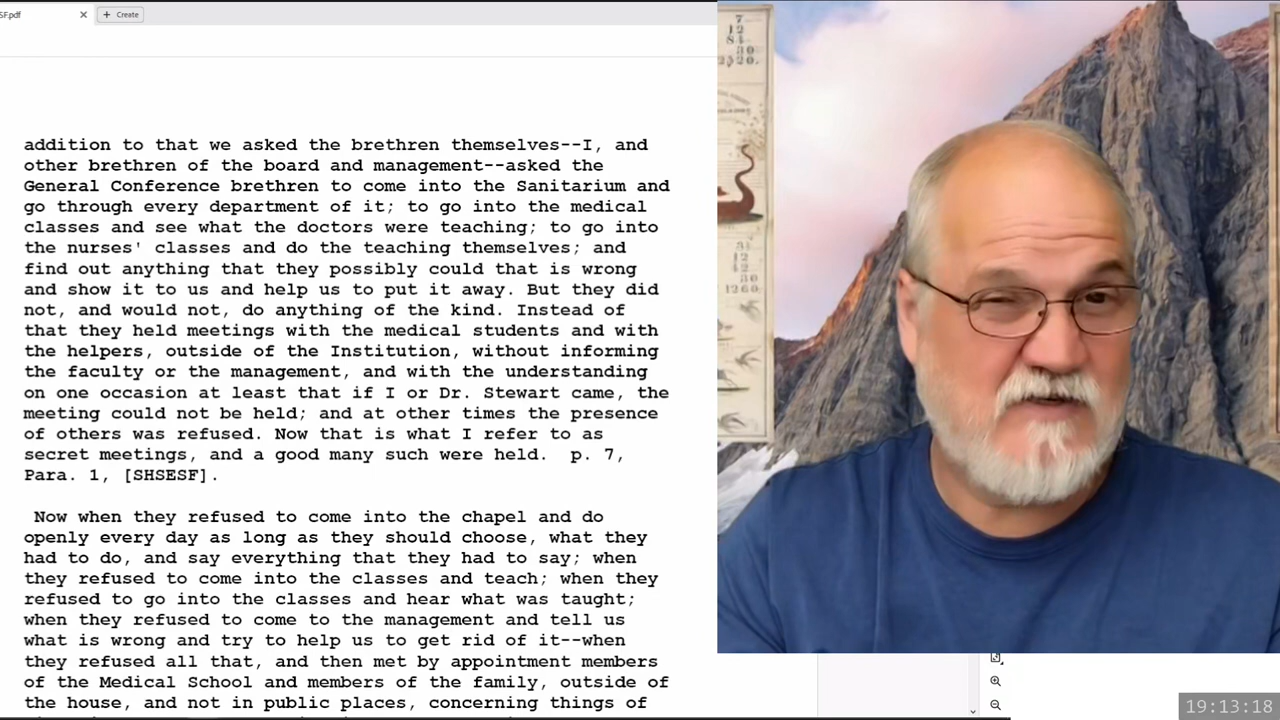 SF.pdf
+ Create
addition to that we asked the brethren themselves--I, and
other brethren of the board and management--asked the
General Conference brethren to come into the Sanitarium and
go through every department of it; to go into the medical
classes and see what the doctors were teaching; to go into
the nurses' classes and do the teaching themselves; and
find out anything that they possibly could that is wrong
and show it to us and help us to put it away. But they did
not, and would not, do anything of the kind. Instead of
that they held meetings with the medical students and with
the helpers, outside of the Institution, without informing
the faculty or the management, and with the understanding
on one occasion at least that if I or Dr. Stewart came, the
meeting could not be held; and at other times the presence
of others was refused. Now that is what I refer to as
secret meetings, and a good many such were held. p. 7,
Para. 1, [SHSESF].
Now when they refused to come into the chapel and do
openly every day as long as they should choose, what they
had to do, and say everything that they had to say; when
they refused to come into the classes and teach; when they
refused to go into the classes and hear what was taught;
when they refused to come to the management and tell us
what is wrong and try to help us to get rid of it--when
they refused all that, and then met by appointment members
of the Medical School and members of the family, outside of
the house, and not in public places, concerning things of
7
12
84
30
2520.
31
12
42
30
1260
19:13:18